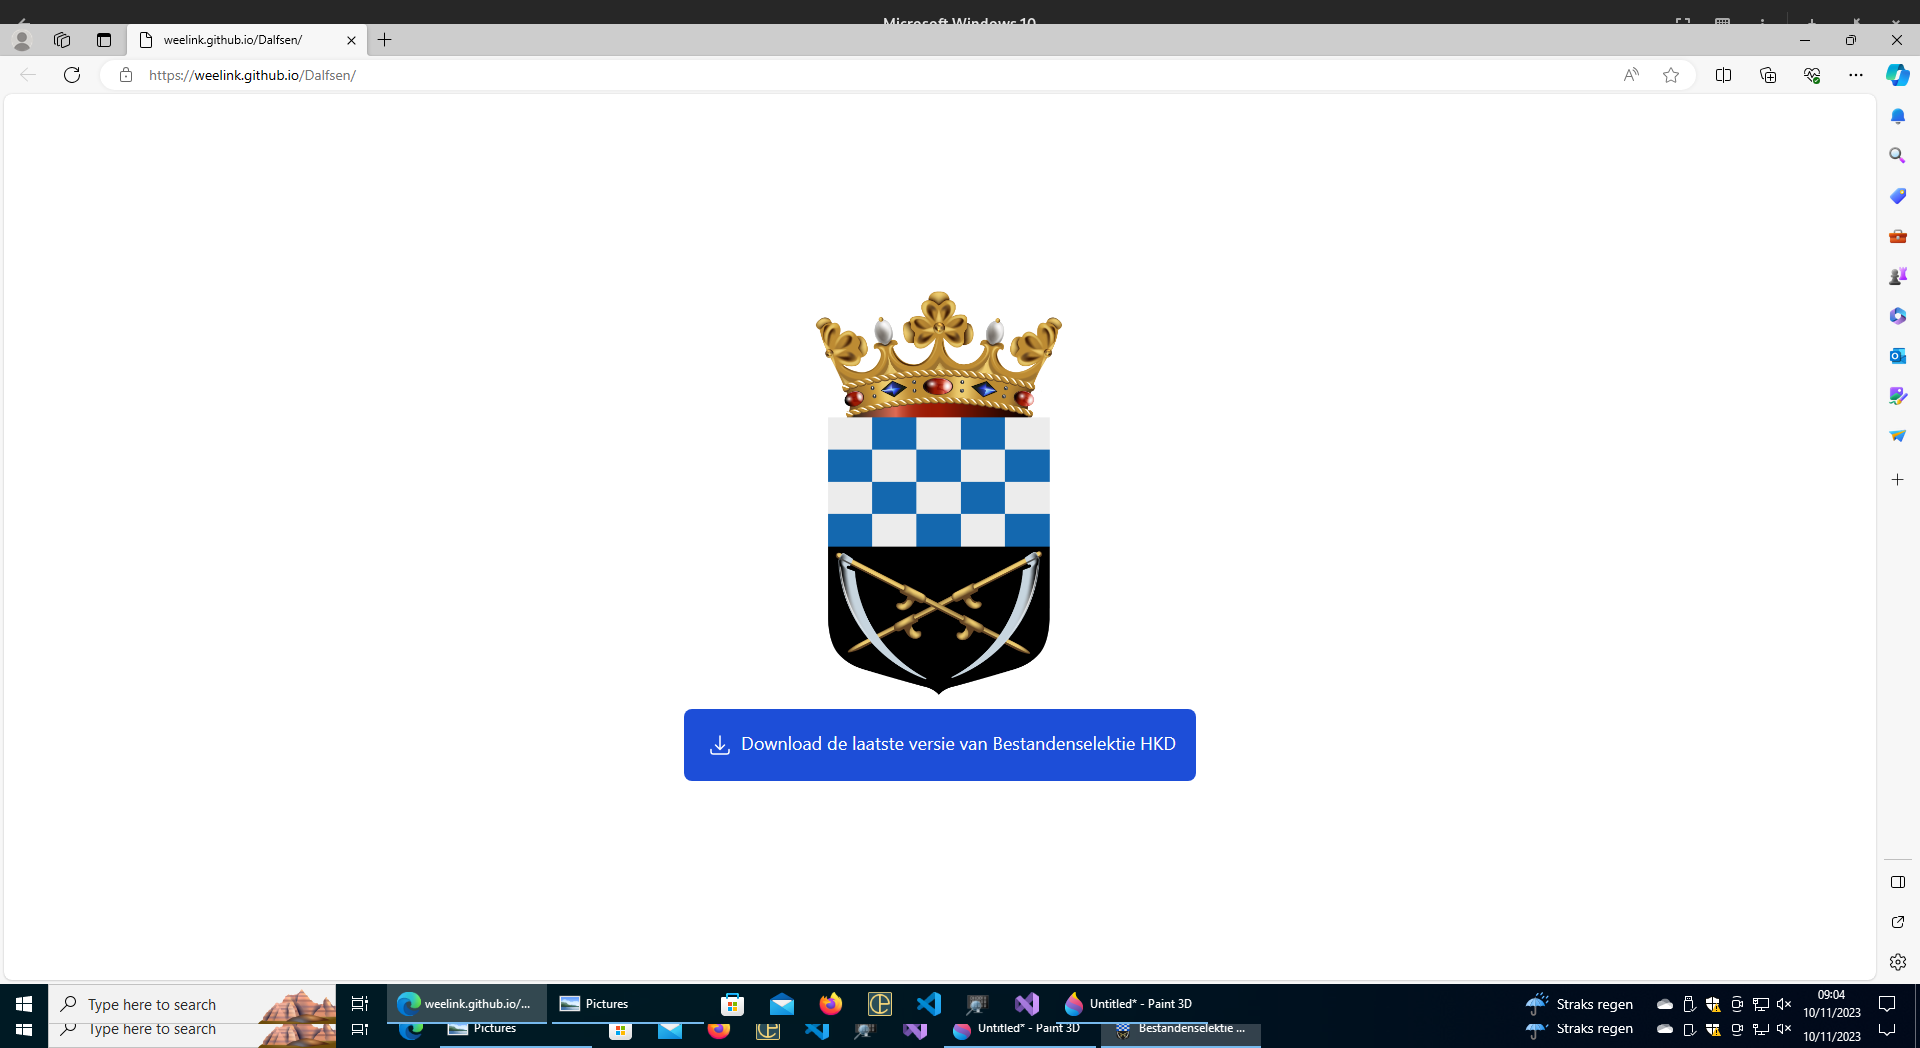 Microsoft Windows 10
weelink.github.io/Dalfsen/
https://weelink.github.io/Dalfsen/
Download de laatste versie van Bestandenselektie HKD
Type here to search
weelink.github.io/...
Pictures
Untitled* - Paint 3D
Straks regen
09:04
10/11/2023
Type here to search
Pictures
Untitled* - Paint 3D
Bestandenselektie ...
Straks regen
10/11/2023